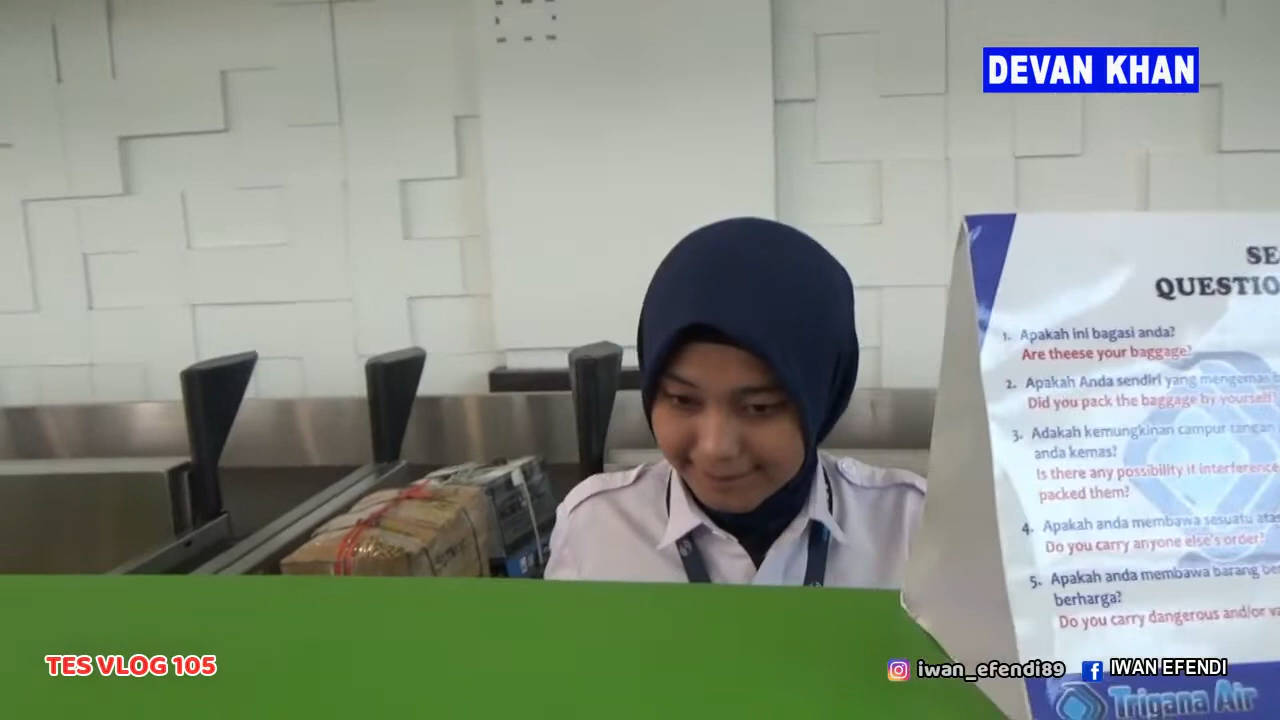 DEVAN KHAN
SE
QUESTIO
1. Apakah ini bagasi anda?
Are theese your baggage?
2. Apakah Anda sendiri yang mengemas
Did you pack the baggage by yourself?
3. Adakah kemungkinan campur tangan
anda kemas?
Is there any possibility if interference
packed them?
4. Apakah anda membawa sesuatu
Do you carry anyone else's order?
5. Apakah anda membawa barang
berharga?
Do you carry dangerous and/or
Trigana Air
TES VLOG 105
iwan_efendi89
IWAN EFENDI